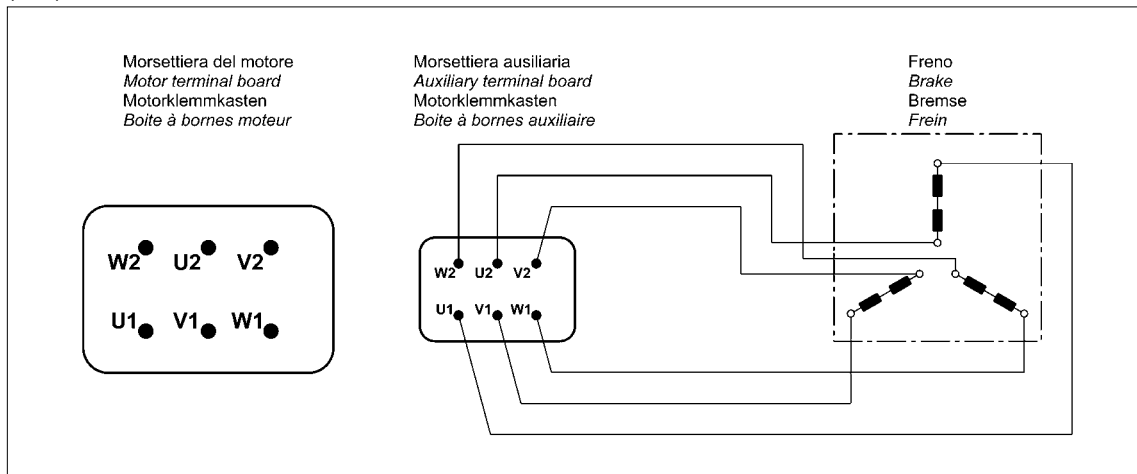 Morsettiera del motore
Motor terminal board
Motorklemmkasten
Boite à bornes moteur
Morsettiera ausiliaria
Auxiliary terminal board
Motorklemmkasten
Boite à bornes auxiliaire
Freno
Brake
Bremse
Frein
W2 U2 V2
U1 V1 W1
W2 U2 V2
U1 V1 W1